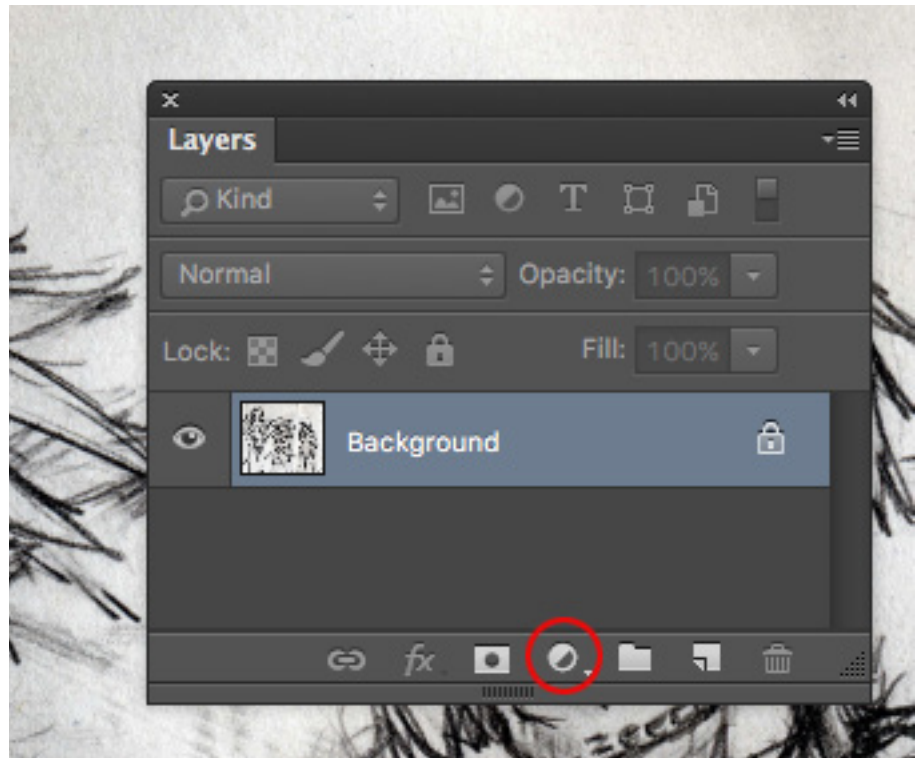 Layers
Kind
Normal Opacity: 100%
Lock: Fill: 100%
Background
fx